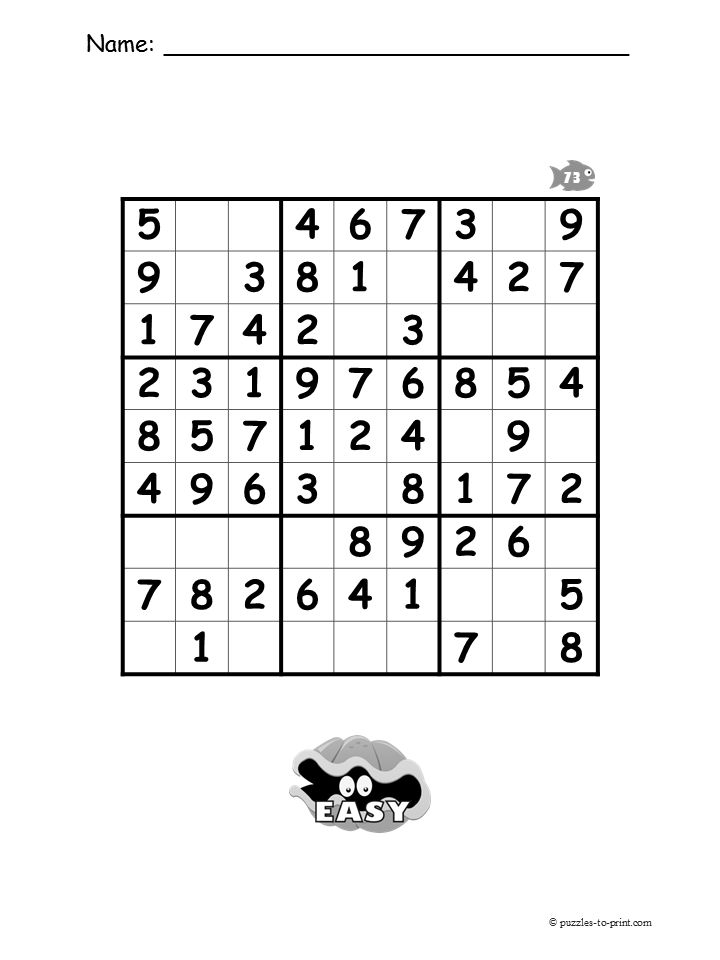 Name:
73
5 4 6 7 3 9
9 3 8 1 4 2 7
1 7 4 2 3
2 3 1 9 7 6 8 5 4
8 5 7 1 2 4 9
4 9 6 3 8 1 7 2
8 9 2 6
7 8 2 6 4 1 5
1 7 8
EASY
© puzzles-to-print.com